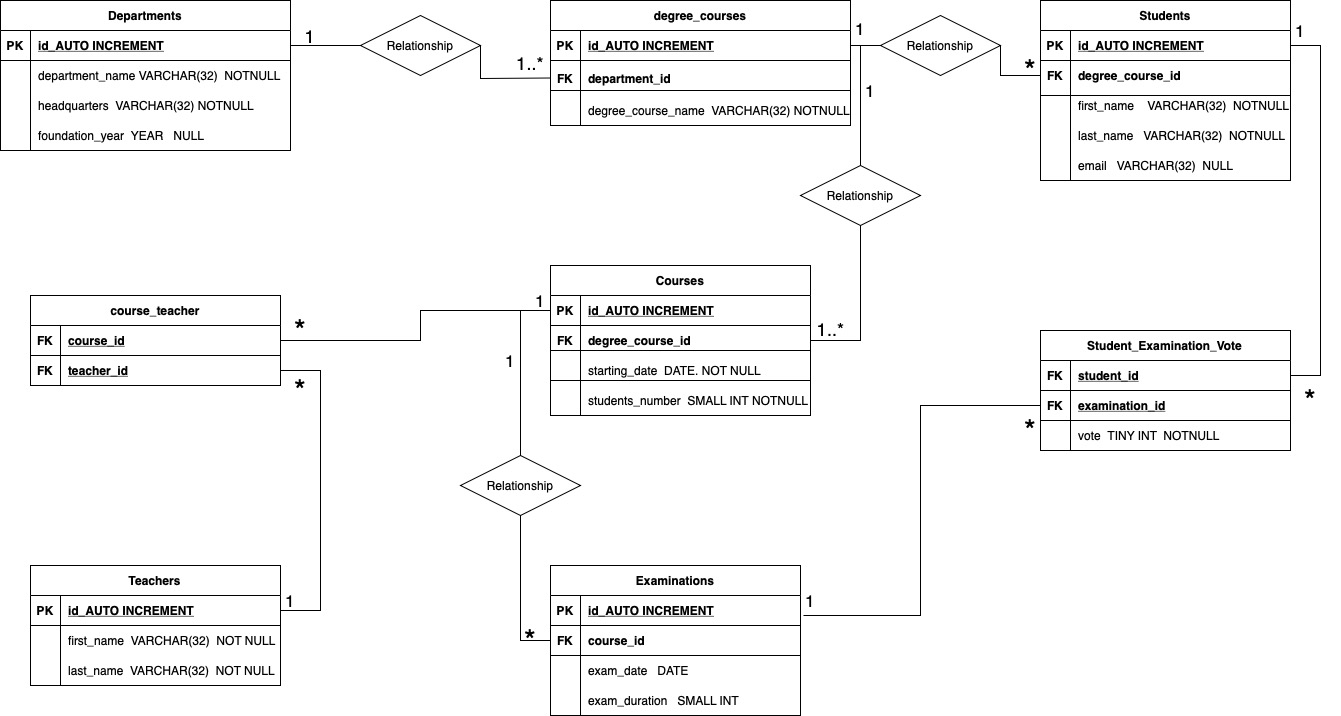 Departments
PK id_AUTO INCREMENT
department_name VARCHAR(32) NOTNULL
headquarters VARCHAR(32) NOTNULL
foundation_year YEAR NULL
1
Relationship
1..*
degree_courses
PK id_AUTO INCREMENT
FK department_id
degree_course_name VARCHAR(32) NOTNULL
1
Relationship
*
1
Students
PK id_AUTO INCREMENT
FK degree_course_id
first_name VARCHAR(32) NOTNULL
last_name VARCHAR(32) NOTNULL
email VARCHAR(32) NULL
1
Relationship
1..*
Courses
PK id_AUTO INCREMENT
FK degree_course_id
starting_date DATE. NOT NULL
students_number SMALL INT NOTNULL
1
course_teacher
FK course_id
FK teacher_id
*
*
1
Student_Examination_Vote
FK student_id
FK examination_id
vote TINY INT NOTNULL
*
*
Relationship
*
Teachers
PK id_AUTO INCREMENT
first_name VARCHAR(32) NOT NULL
last_name VARCHAR(32) NOT NULL
1
Examinations
PK id_AUTO INCREMENT
FK course_id
exam_date DATE
exam_duration SMALL INT
1